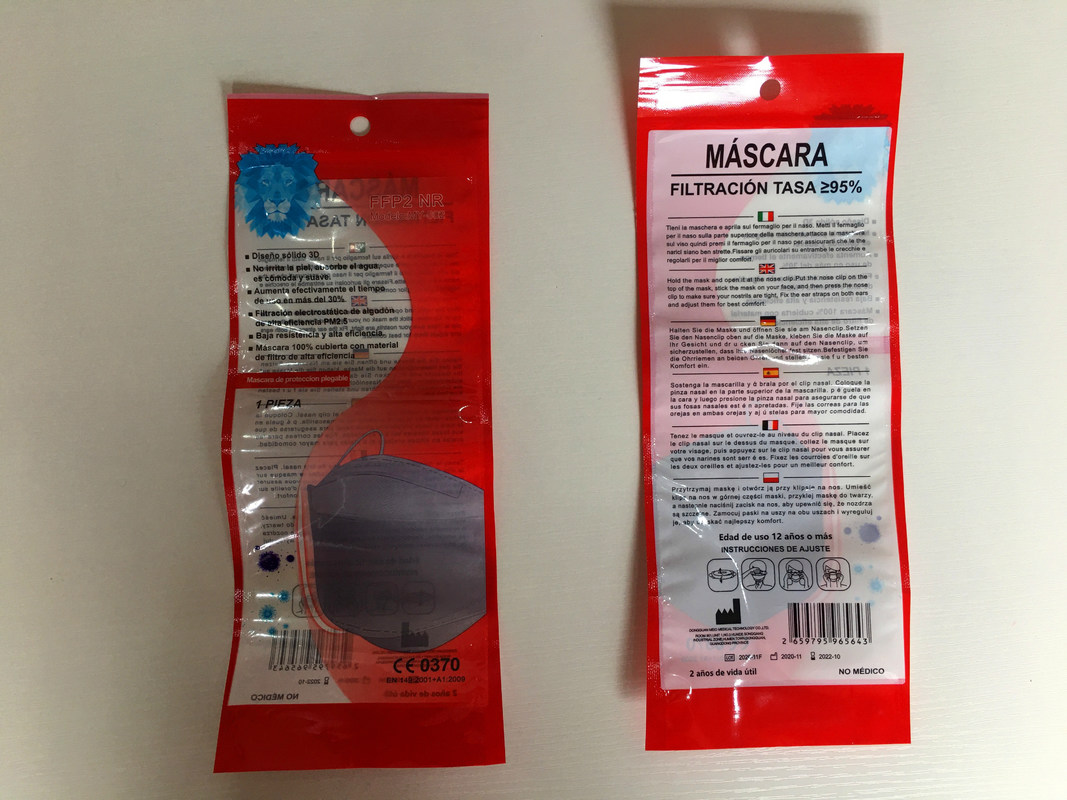 FFP2 NR
Diseño sólido 3D
No irrita la piel, absorbe el agua,
es cómoda y suave.
Aumenta efectivamente el tiempo
de uso en más del 30%.
Filtración electrostática de algodón
de alta eficiencia PM2.5
Baja resistencia y alta eficiencia
Máscara 100% cubierta con material
de filtro de alta eficiencia
Mascara de proteccion plegable
1 PIEZA
CE 0370
EN 149:2001+A1:2009
MÁSCARA
FILTRACIÓN TASA ≥95%
Tieni la maschera e aprila sul fermaglio per il naso. Metti il fermaglio
per il naso sulla parte superiore della maschera,attacca la maschera
sul viso quindi premi il fermaglio per il naso per assicurarti che le the
narici siano ben strette.Fissare gli auricolari su entrambe le orecchie e
regolarli per il miglior comfort.
Hold the mask and open it at the nose clip.Put the nose clip on the
top of the mask, stick the mask on your face, and then press the nose
clip to make sure your nostrils are tight, Fix the ear straps on both ears
and adjust them for best comfort.
Halten Sie die Maske und öffnen Sie sie am Nasenclip.Setzen
Sie den Nasenclip oben auf die Maske, kleben Sie die Maske
auf Ihr Gesicht und dr u cken Sie dann auf den Nasenclip, um
sicherzustellen, dass Ihre Nasenlöcher fest sitzen.Befestigen Sie
die Ohrriemen an beiden Ohren und stellen Sie sie f u r besten
Komfort ein.
Sostenga la mascarilla y ó brala por el clip nasal. Coloque la
pinza nasal en la parte superior de la mascarilla. p é guela en
la cara y luego presione la pinza nasal para asegurarse de que
sus fosas nasales est é n apretadas. Fije las correas para las
orejas en ambas orejas y aj ú stelas para mayor comodidad.
Tenez le masque et ouvrez-le au niveau du clip nasal. Placez
le clip nasal sur le dessus du masque. collez le masque sur
votre visage, puis appuyez sur le clip nasal pour vous assurer
que vos narines sont serr é es. Fixez les courroies d'oreille sur
les deux oreilles et ajustez-les pour un meilleur confort.
Przytrzymaj maskę i otwórz ją przy klipsie na nos. Umieść
klips na nos w górnej części maski, przyklej maskę do twarzy,
a następnie naciśnij zacisk na nos, aby upewnić się, że nozdrza
są szczelne. Zamocuj paski na uszy na obu uszach i wyreguluj
je, aby uzyskać najlepszy komfort.
Edad de uso 12 años o más
INSTRUCCIONES DE AJUSTE
2 659795 965643
LOT 2020-11F 2020-11 2022-10
2 años de vida útil NO MÉDICO